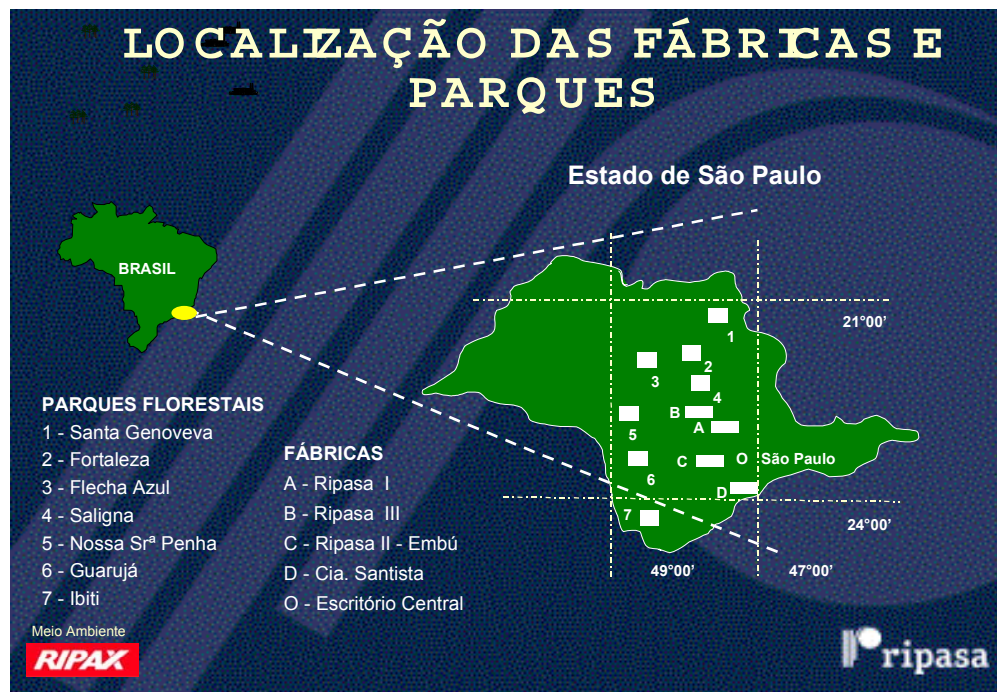 LOCALIZAÇÃO DAS FÁBRICAS E
PARQUES
Estado de São Paulo
BRASIL
21°00’
1
2
3
4
B
A
5
C
O São Paulo
6
D
7
24°00’
49°00’
47°00’
PARQUES FLORESTAIS
1 - Santa Genoveva
2 - Fortaleza
3 - Flecha Azul
4 - Saligna
5 - Nossa Srª Penha
6 - Guarujá
7 - Ibiti
FÁBRICAS
A - Ripasa I
B - Ripasa III
C - Ripasa II - Embú
D - Cia. Santista
O - Escritório Central
Meio Ambiente
RIPAX
ripasa